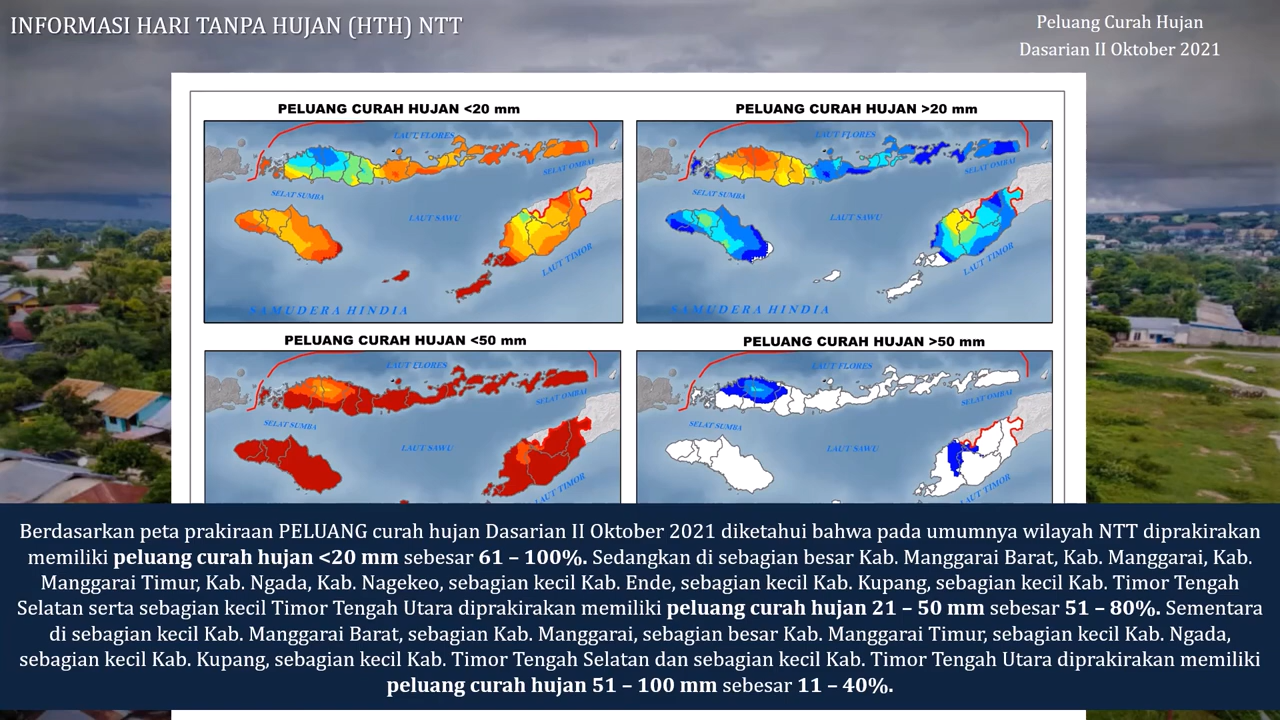 INFORMASI HARI TANPA HUJAN (HTH) NTT
Peluang Curah Hujan
Dasarian II Oktober 2021
PELUANG CURAH HUJAN <20 mm
LAUT FLORES
SELAT OMBAI
SELAT SUMBA
LAUT SAWU
LAUT TIMOR
SAMUDERA HINDIA
PELUANG CURAH HUJAN >20 mm
LAUT FLORES
SELAT OMBAI
SELAT SUMBA
LAUT SAWU
LAUT TIMOR
SAMUDERA HINDIA
PELUANG CURAH HUJAN <50 mm
LAUT FLORES
SELAT OMBAI
SELAT SUMBA
LAUT SAWU
LAUT TIMOR
PELUANG CURAH HUJAN >50 mm
LAUT FLORES
SELAT OMBAI
SELAT SUMBA
LAUT SAWU
LAUT TIMOR
Berdasarkan peta prakiraan PELUANG curah hujan Dasarian II Oktober 2021 diketahui bahwa pada umumnya wilayah NTT diprakirakan
memiliki peluang curah hujan <20 mm sebesar 61 – 100%. Sedangkan di sebagian besar Kab. Manggarai Barat, Kab. Manggarai, Kab.
Manggarai Timur, Kab. Ngada, Kab. Nagekeo, sebagian kecil Kab. Ende, sebagian kecil Kab. Kupang, sebagian kecil Kab. Timor Tengah
Selatan serta sebagian kecil Timor Tengah Utara diprakirakan memiliki peluang curah hujan 21 – 50 mm sebesar 51 – 80%. Sementara
di sebagian kecil Kab. Manggarai Barat, sebagian Kab. Manggarai, sebagian besar Kab. Manggarai Timur, sebagian kecil Kab. Ngada,
sebagian kecil Kab. Kupang, sebagian kecil Kab. Timor Tengah Selatan dan sebagian kecil Kab. Timor Tengah Utara diprakirakan memiliki
peluang curah hujan 51 – 100 mm sebesar 11 – 40%.